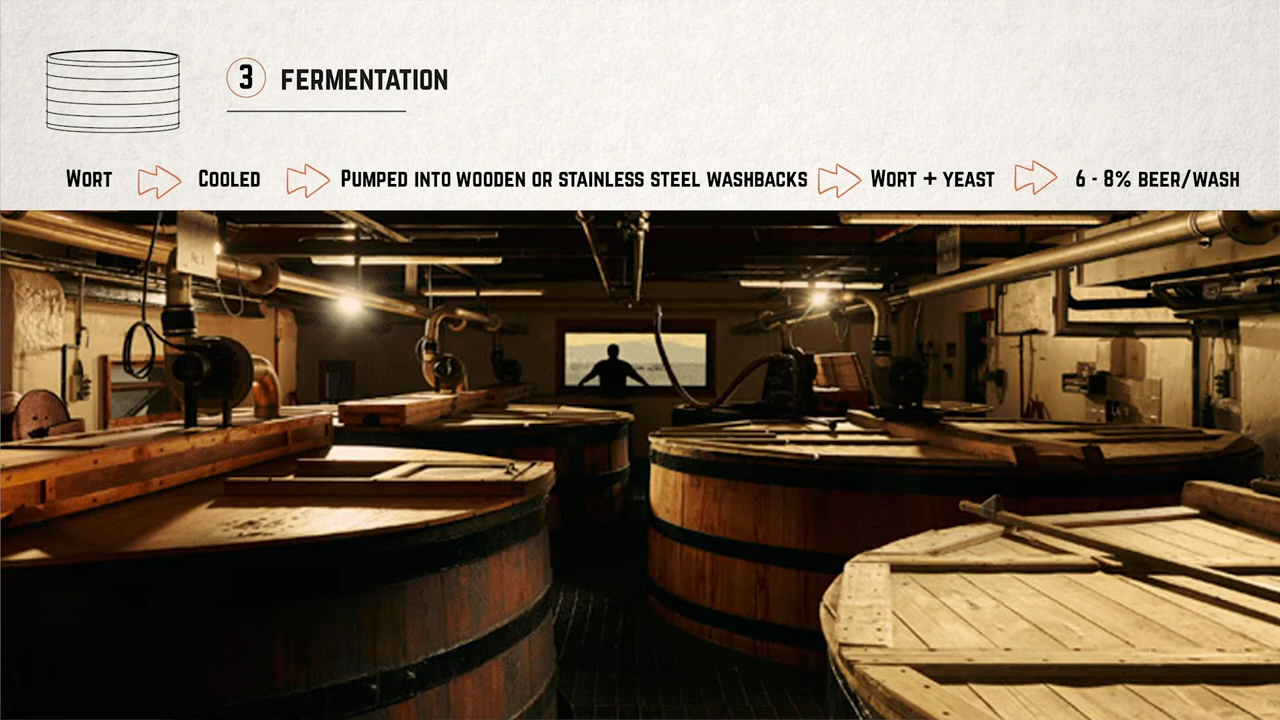 3 FERMENTATION
WORT COOLED PUMPED INTO WOODEN OR STAINLESS STEEL WASHBACKS WORT + YEAST 6 - 8% BEER/WASH